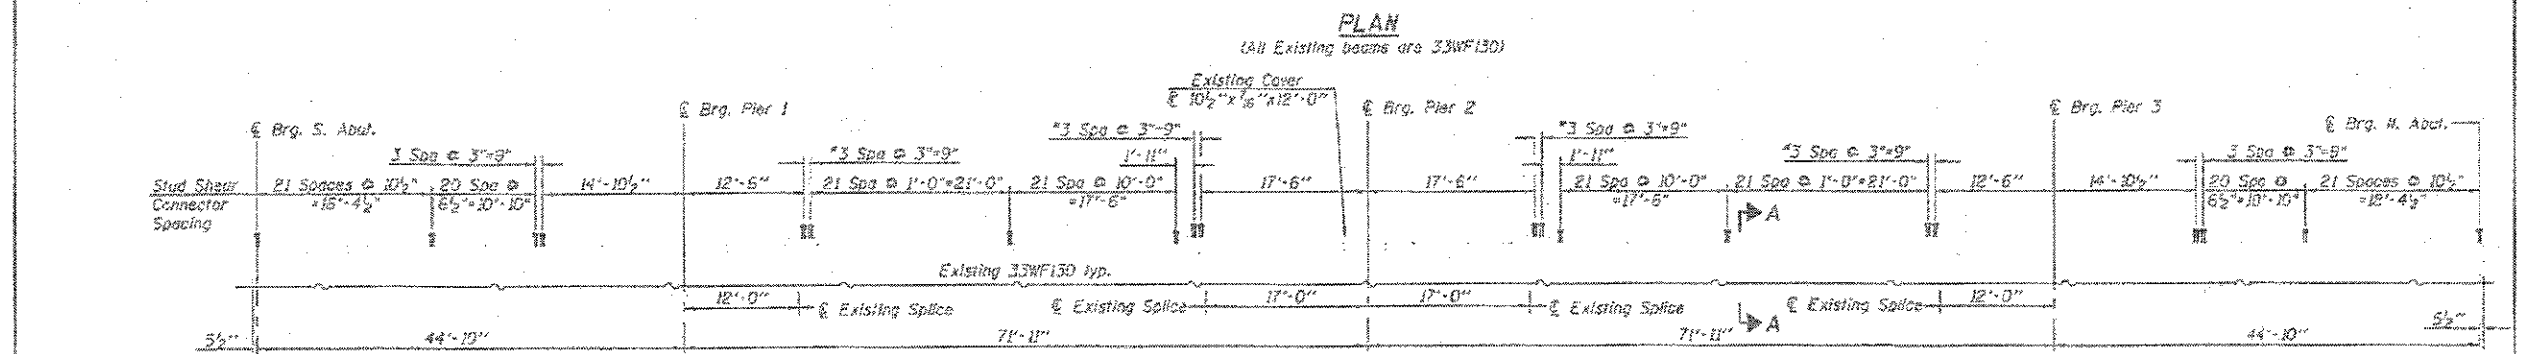 PLAN
(All Existing beams are 33WF130)
Existing Cover
℄ 10½"x⁷⁄₁₆"x12'-0"
℄ Brg. S. Abut.
℄ Brg. Pier 1
℄ Brg. Pier 2
℄ Brg. Pier 3
℄ Brg. N. Abut.
3 Spa @ 3"=9"
*3 Spa @ 3"=9"
*3 Spa @ 3"=9"
1'-11"
*3 Spa @ 3"=9"
1'-11"
*3 Spa @ 3"=9"
3 Spa @ 3"=9"
Stud Shear
Connector
Spacing
21 Spaces @ 10½"
=18'-4½"
20 Spa @
6½"=10'-10"
14'-10½"
12'-6"
21 Spa @ 1'-0"=21'-0"
21 Spa @ 10'-0"
=17'-6"
17'-6"
17'-6"
21 Spa @ 10'-0"
=17'-6"
21 Spa @ 1'-0"=21'-0"
12'-6"
14'-10½"
20 Spa @
6½"=10'-10"
21 Spaces @ 10½"
=18'-4½"
A
Existing 33WF130 typ.
12'-0"
℄ Existing Splice
℄ Existing Splice
17'-0"
17'-0"
℄ Existing Splice
℄ Existing Splice
12'-0"
A
5½"
44'-10"
71'-11"
71'-11"
44'-10"
5½"